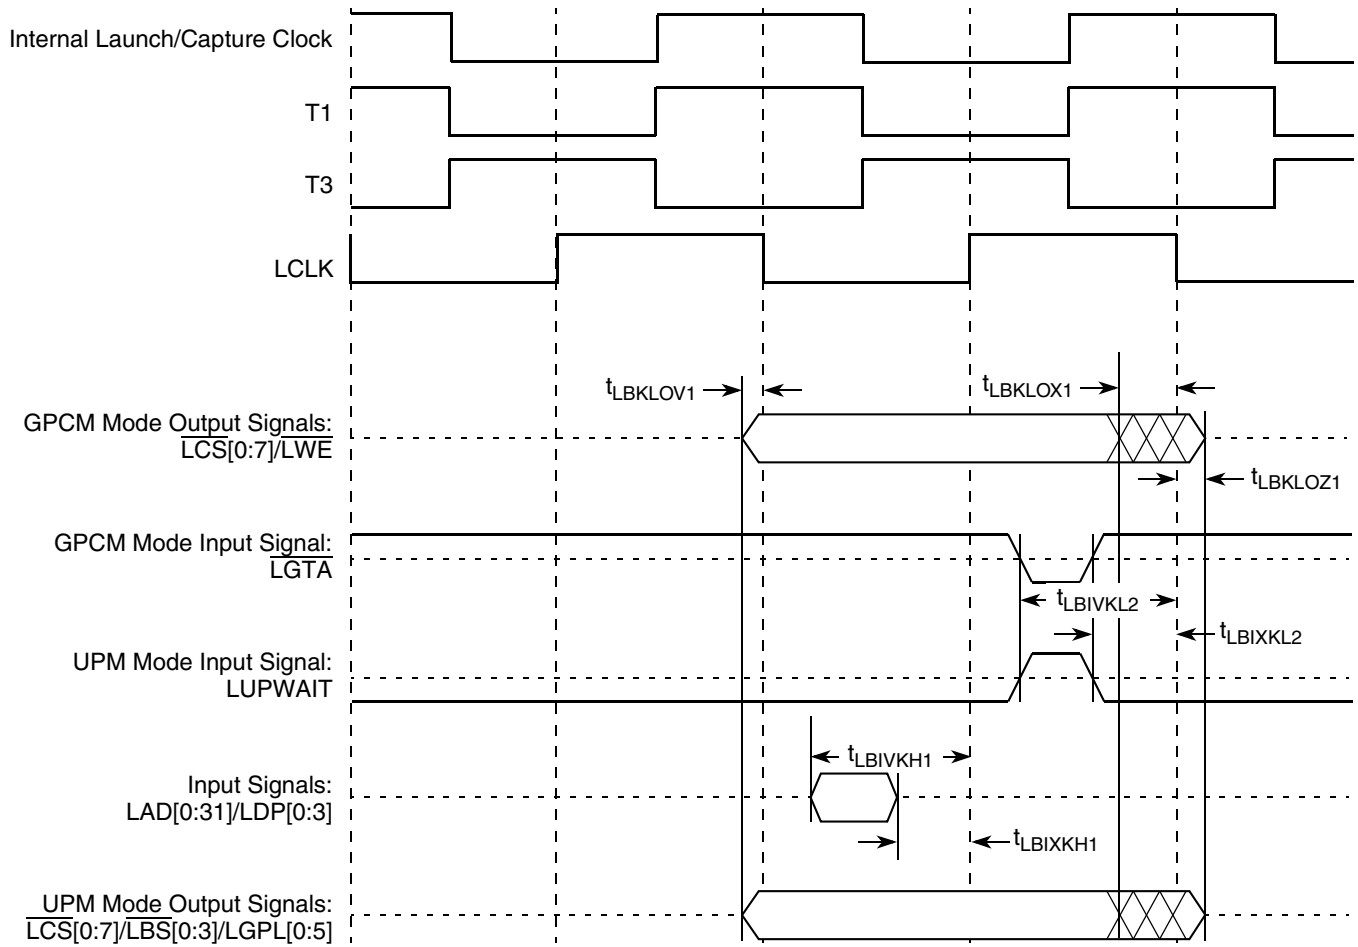 Internal Launch/Capture Clock
T1
T3
LCLK
tLBKLOV1
tLBKLOX1
GPCM Mode Output Signals:
LCS[0:7]/LWE
tLBKLOZ1
GPCM Mode Input Signal:
LGTA
tLBIVKL2
tLBIXKL2
UPM Mode Input Signal:
LUPWAIT
tLBIVKH1
Input Signals:
LAD[0:31]/LDP[0:3]
tLBIXKH1
UPM Mode Output Signals:
LCS[0:7]/LBS[0:3]/LGPL[0:5]